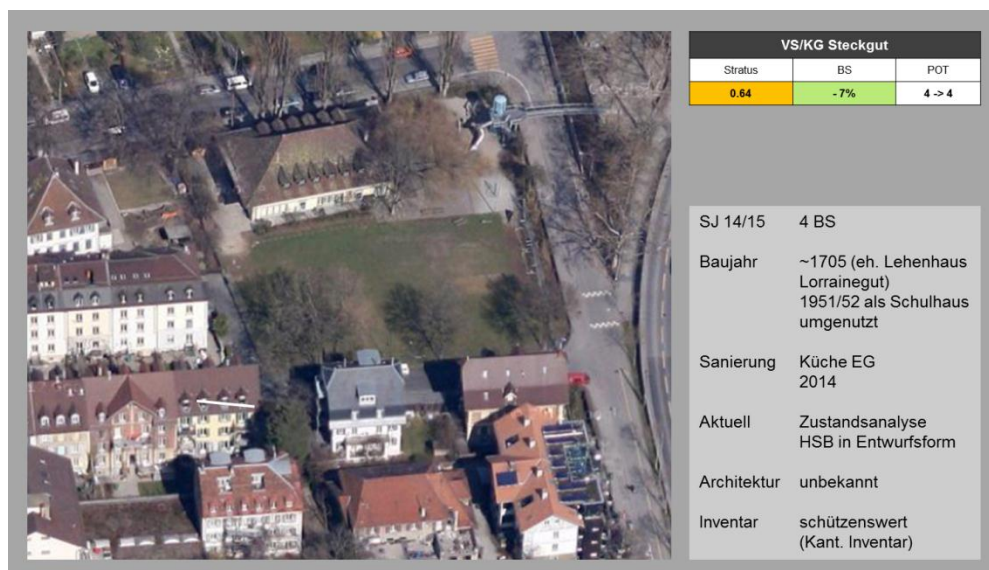 VS/KG Steckgut
Stratus BS POT
0.64 - 7% 4 -> 4
SJ 14/15 4 BS
Baujahr ~1705 (eh. Lehenhaus
Lorrainegut)
1951/52 als Schulhaus
umgenutzt
Sanierung Küche EG
2014
Aktuell Zustandsanalyse
HSB in Entwurfsform
Architektur unbekannt
Inventar schützenswert
(Kant. Inventar)